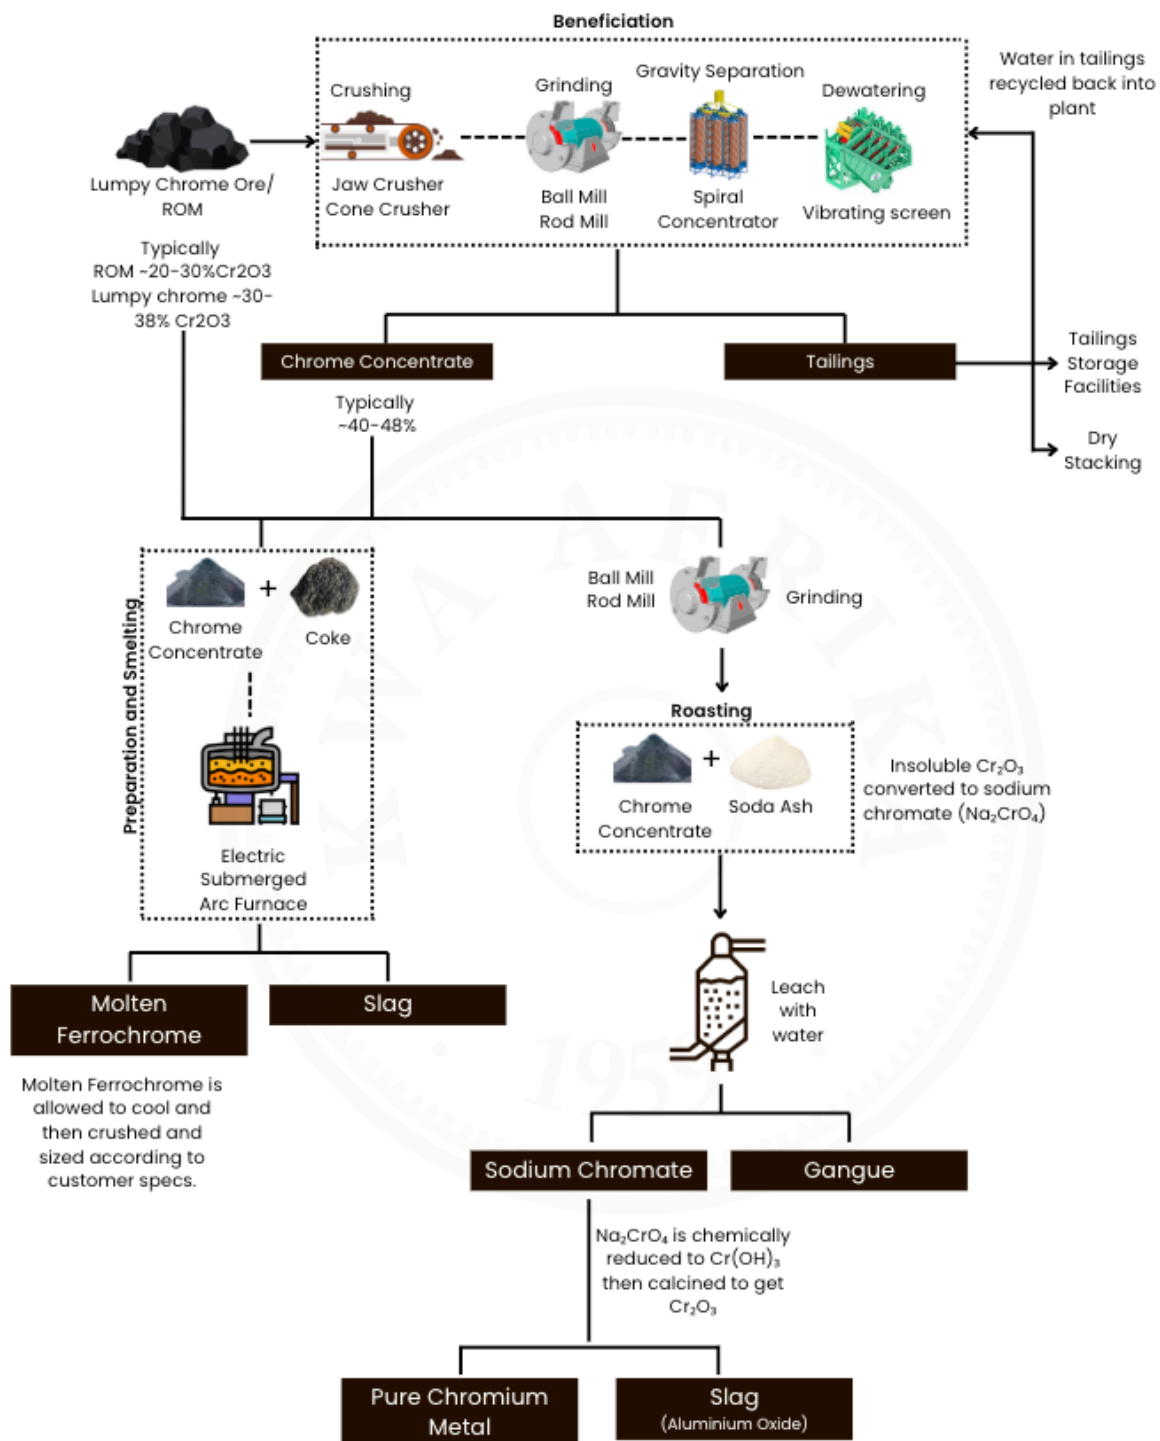 Beneficiation
Water in tailings
recycled back into
plant
Crushing
Grinding
Gravity Separation
Dewatering
Lumpy Chrome Ore/
ROM
Jaw Crusher
Cone Crusher
Ball Mill
Rod Mill
Spiral
Concentrator
Vibrating screen
Typically
ROM ~20-30%Cr2O3
Lumpy chrome ~30-
38% Cr2O3
Chrome Concentrate
Tailings
Tailings
Storage
Facilities
Typically
~40-48%
Dry
Stacking
Preparation and Smelting
Chrome
Concentrate
+
Coke
Electric
Submerged
Arc Furnace
Ball Mill
Rod Mill
Grinding
Roasting
Chrome
Concentrate
+
Soda Ash
Insoluble Cr₂O₃
converted to sodium
chromate (Na₂CrO₄)
Molten
Ferrochrome
Slag
Leach
with
water
Molten Ferrochrome is
allowed to cool and
then crushed and
sized according to
customer specs.
Sodium Chromate
Gangue
Na₂CrO₄ is chemically
reduced to Cr(OH)₃
then calcined to get
Cr₂O₃
Pure Chromium
Metal
Slag
(Aluminium Oxide)
KWA AFRIKA
1959